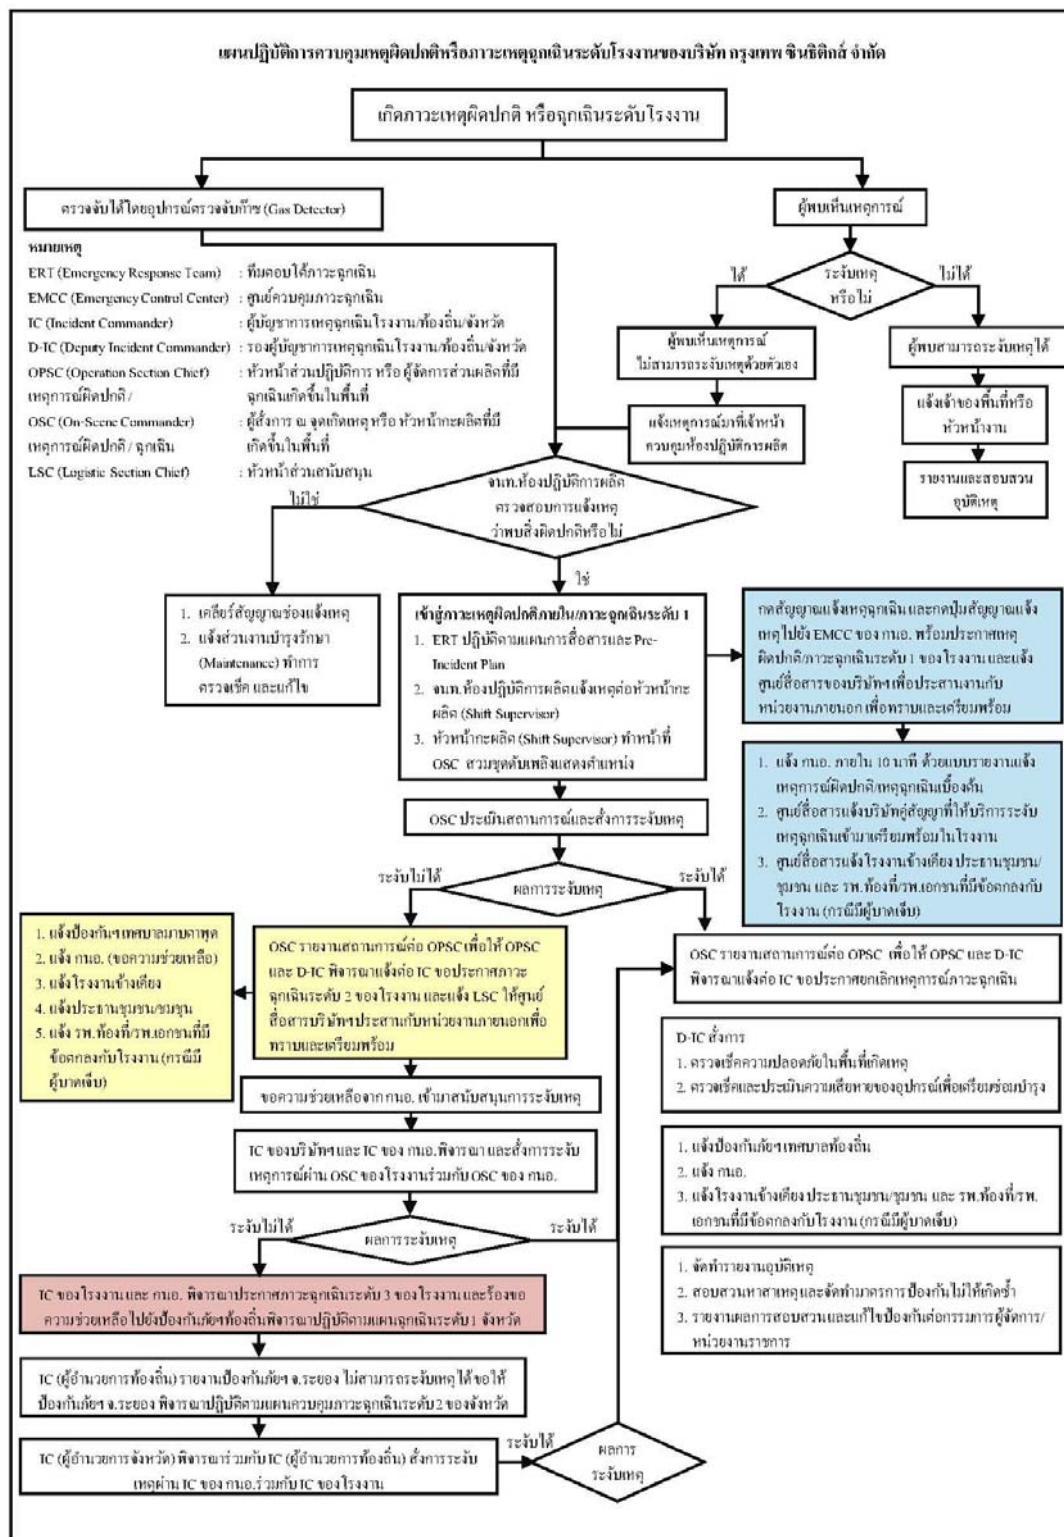 แผนปฏิบัติการควบคุมเหตุผิดปกติหรือภาวะเหตุฉุกเฉินระดับโรงงานของบริษัท กรุงเทพ ซินธิติกส์ จำกัด
เกิดภาวะเหตุผิดปกติ หรือฉุกเฉินระดับโรงงาน
ตรวจจับได้โดยอุปกรณ์ตรวจจับก๊าซ (Gas Detector)
ผู้พบเห็นเหตุการณ์
หมายเหตุ
ERT (Emergency Response Team) : ทีมตอบโต้ภาวะฉุกเฉิน
EMCC (Emergency Control Center) : ศูนย์ควบคุมภาวะฉุกเฉิน
IC (Incident Commander) : ผู้บัญชาการเหตุฉุกเฉินโรงงาน/ท้องถิ่น/จังหวัด
D-IC (Deputy Incident Commander) : รองผู้บัญชาการเหตุฉุกเฉินโรงงาน/ท้องถิ่น/จังหวัด
OPSC (Operation Section Chief) : หัวหน้าส่วนปฏิบัติการ หรือ ผู้จัดการส่วนผลิตที่มี
เหตุการณ์ผิดปกติ / ฉุกเฉินเกิดขึ้นในพื้นที่
OSC (On-Scene Commander) : ผู้สั่งการ ณ จุดเกิดเหตุ หรือ หัวหน้ากะผลิตที่มี
เหตุการณ์ผิดปกติ / ฉุกเฉิน เกิดขึ้นในพื้นที่
LSC (Logistic Section Chief) : หัวหน้าส่วนสนับสนุน
ได้
ระงับเหตุ
หรือไม่
ไม่ได้
ผู้พบเห็นเหตุการณ์
ไม่สามารถระงับเหตุด้วยตัวเอง
แจ้งเหตุการณ์มาที่เจ้าหน้า
ควบคุมห้องปฏิบัติการผลิต
ผู้พบสามารถระงับเหตุได้
แจ้งเจ้าของพื้นที่หรือ
หัวหน้างาน
รายงานและสอบสวน
อุบัติเหตุ
จนท.ห้องปฏิบัติการผลิต
ตรวจสอบการแจ้งเหตุ
ว่าพบสิ่งผิดปกติหรือไม่
ไม่ใช่
ใช่
1. เคลียร์สัญญาณช่องแจ้งเหตุ
2. แจ้งส่วนงานบำรุงรักษา
(Maintenance) ทำการ
ตรวจเช็ค และแก้ไข
เข้าสู่ภาวะเหตุผิดปกติภายใน/ภาวะฉุกเฉินระดับ 1
1. ERT ปฏิบัติตามแผนการสื่อสารและ Pre-
Incident Plan
2. จนท.ห้องปฏิบัติการผลิตแจ้งเหตุต่อหัวหน้ากะ
ผลิต (Shift Supervisor)
3. หัวหน้ากะผลิต (Shift Supervisor) ทำหน้าที่
OSC สวมชุดดับเพลิงแสดงตำแหน่ง
กดสัญญาณแจ้งเหตุฉุกเฉิน และกดปุ่มสัญญาณแจ้ง
เหตุไปยัง EMCC ของ กนอ. พร้อมประกาศเหตุ
ผิดปกติ/ภาวะฉุกเฉินระดับ 1 ของโรงงาน และแจ้ง
ศูนย์สื่อสารของบริษัทฯ เพื่อประสานงานกับ
หน่วยงานภายนอก เพื่อทราบและเตรียมพร้อม
1. แจ้ง กนอ. ภายใน 10 นาที ด้วยแบบรายงานแจ้ง
เหตุการณ์ผิดปกติ/เหตุฉุกเฉินเบื้องต้น
2. ศูนย์สื่อสารแจ้งบริษัทคู่สัญญาที่ให้บริการระงับ
เหตุฉุกเฉินเข้ามาเตรียมพร้อมในโรงงาน
3. ศูนย์สื่อสารแจ้งโรงงานข้างเคียง ประธานชุมชน/
ชุมชน และ รพ.ท้องที่/รพ.เอกชนที่มีข้อตกลงกับ
โรงงาน (กรณีมีผู้บาดเจ็บ)
OSC ประเมินสถานการณ์และสั่งการระงับเหตุ
ระงับไม่ได้
ผลการระงับเหตุ
ระงับได้
1. แจ้งป้องกันฯ เทศบาลมาบตาพุด
2. แจ้ง กนอ. (ขอความช่วยเหลือ)
3. แจ้งโรงงานข้างเคียง
4. แจ้งประธานชุมชน/ชุมชน
5. แจ้ง รพ.ท้องที่/รพ.เอกชนที่มี
ข้อตกลงกับโรงงาน (กรณีมี
ผู้บาดเจ็บ)
OSC รายงานสถานการณ์ต่อ OPSC เพื่อให้ OPSC
และ D-IC พิจารณาแจ้งต่อ IC ขอประกาศภาวะ
ฉุกเฉินระดับ 2 ของโรงงาน และแจ้ง LSC ให้ศูนย์
สื่อสารบริษัทฯ ประสานกับหน่วยงานภายนอกเพื่อ
ทราบและเตรียมพร้อม
OSC รายงานสถานการณ์ต่อ OPSC เพื่อให้ OPSC และ D-IC
พิจารณาแจ้งต่อ IC ขอประกาศยกเลิกเหตุการณ์ภาวะฉุกเฉิน
D-IC สั่งการ
1. ตรวจเช็คความปลอดภัยในพื้นที่เกิดเหตุ
2. ตรวจเช็คและประเมินความเสียหายของอุปกรณ์เพื่อเตรียมซ่อมบำรุง
ขอความช่วยเหลือจาก กนอ. เข้ามาสนับสนุนการระงับเหตุ
IC ของบริษัทฯ และ IC ของ กนอ.พิจารณา และสั่งการระงับ
เหตุการณ์ผ่าน OSC ของโรงงานร่วมกับ OSC ของ กนอ.
1. แจ้งป้องกันภัยฯ เทศบาลท้องถิ่น
2. แจ้ง กนอ.
3. แจ้งโรงงานข้างเคียง ประธานชุมชน/ชุมชน และ รพ.ท้องที่/รพ.
เอกชนที่มีข้อตกลงกับโรงงาน (กรณีมีผู้บาดเจ็บ)
ระงับไม่ได้
ผลการระงับเหตุ
ระงับได้
1. จัดทำรายงานอุบัติเหตุ
2. สอบสวนหาสาเหตุและจัดทำมาตรการป้องกันไม่ให้เกิดซ้ำ
3. รายงานผลการสอบสวน และแก้ไขป้องกันต่อกรรมการผู้จัดการ/
หน่วยงานราชการ
IC ของโรงงาน และ กนอ. พิจารณาประกาศภาวะฉุกเฉินระดับ 3 ของโรงงาน และร้องขอ
ความช่วยเหลือไปยังป้องกันภัยฯท้องถิ่นพิจารณาปฏิบัติตามแผนฉุกเฉินระดับ 1 จังหวัด
IC (ผู้อำนวยการท้องถิ่น) รายงานป้องกันภัยฯ จ.ระยอง ไม่สามารถระงับเหตุได้ ขอให้
ป้องกันภัยฯ จ.ระยอง พิจารณาปฏิบัติตามแผนควบคุมภาวะฉุกเฉินระดับ 2 ของจังหวัด
IC (ผู้อำนวยการจังหวัด) พิจารณาร่วมกับ IC (ผู้อำนวยการท้องถิ่น) สั่งการระงับ
เหตุผ่าน IC ของ กนอ.ร่วมกับ IC ของโรงงาน
ระงับได้
ผลการ
ระงับเหตุ